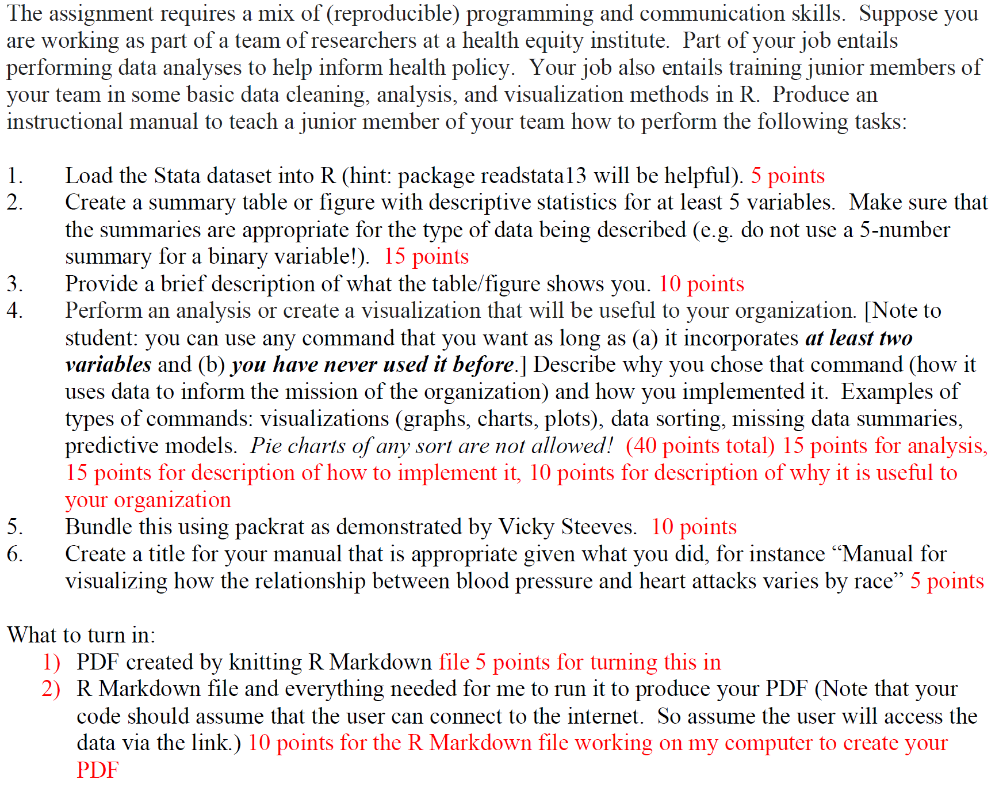 The assignment requires a mix of (reproducible) programming and communication skills.  Suppose you
are working as part of a team of researchers at a health equity institute.  Part of your job entails
performing data analyses to help inform health policy.  Your job also entails training junior members of
your team in some basic data cleaning, analysis, and visualization methods in R.  Produce an
instructional manual to teach a junior member of your team how to perform the following tasks:
1. Load the Stata dataset into R (hint: package readstata13 will be helpful). 5 points
2. Create a summary table or figure with descriptive statistics for at least 5 variables.  Make sure that
the summaries are appropriate for the type of data being described (e.g. do not use a 5-number
summary for a binary variable!).  15 points
3. Provide a brief description of what the table/figure shows you. 10 points
4. Perform an analysis or create a visualization that will be useful to your organization. [Note to
student: you can use any command that you want as long as (a) it incorporates at least two
variables and (b) you have never used it before.] Describe why you chose that command (how it
uses data to inform the mission of the organization) and how you implemented it.  Examples of
types of commands: visualizations (graphs, charts, plots), data sorting, missing data summaries,
predictive models.  Pie charts of any sort are not allowed!  (40 points total) 15 points for analysis,
15 points for description of how to implement it, 10 points for description of why it is useful to
your organization
5. Bundle this using packrat as demonstrated by Vicky Steeves.  10 points
6. Create a title for your manual that is appropriate given what you did, for instance “Manual for
visualizing how the relationship between blood pressure and heart attacks varies by race” 5 points
What to turn in:
1) PDF created by knitting R Markdown file 5 points for turning this in
2) R Markdown file and everything needed for me to run it to produce your PDF (Note that your
code should assume that the user can connect to the internet.  So assume the user will access the
data via the link.) 10 points for the R Markdown file working on my computer to create your
PDF